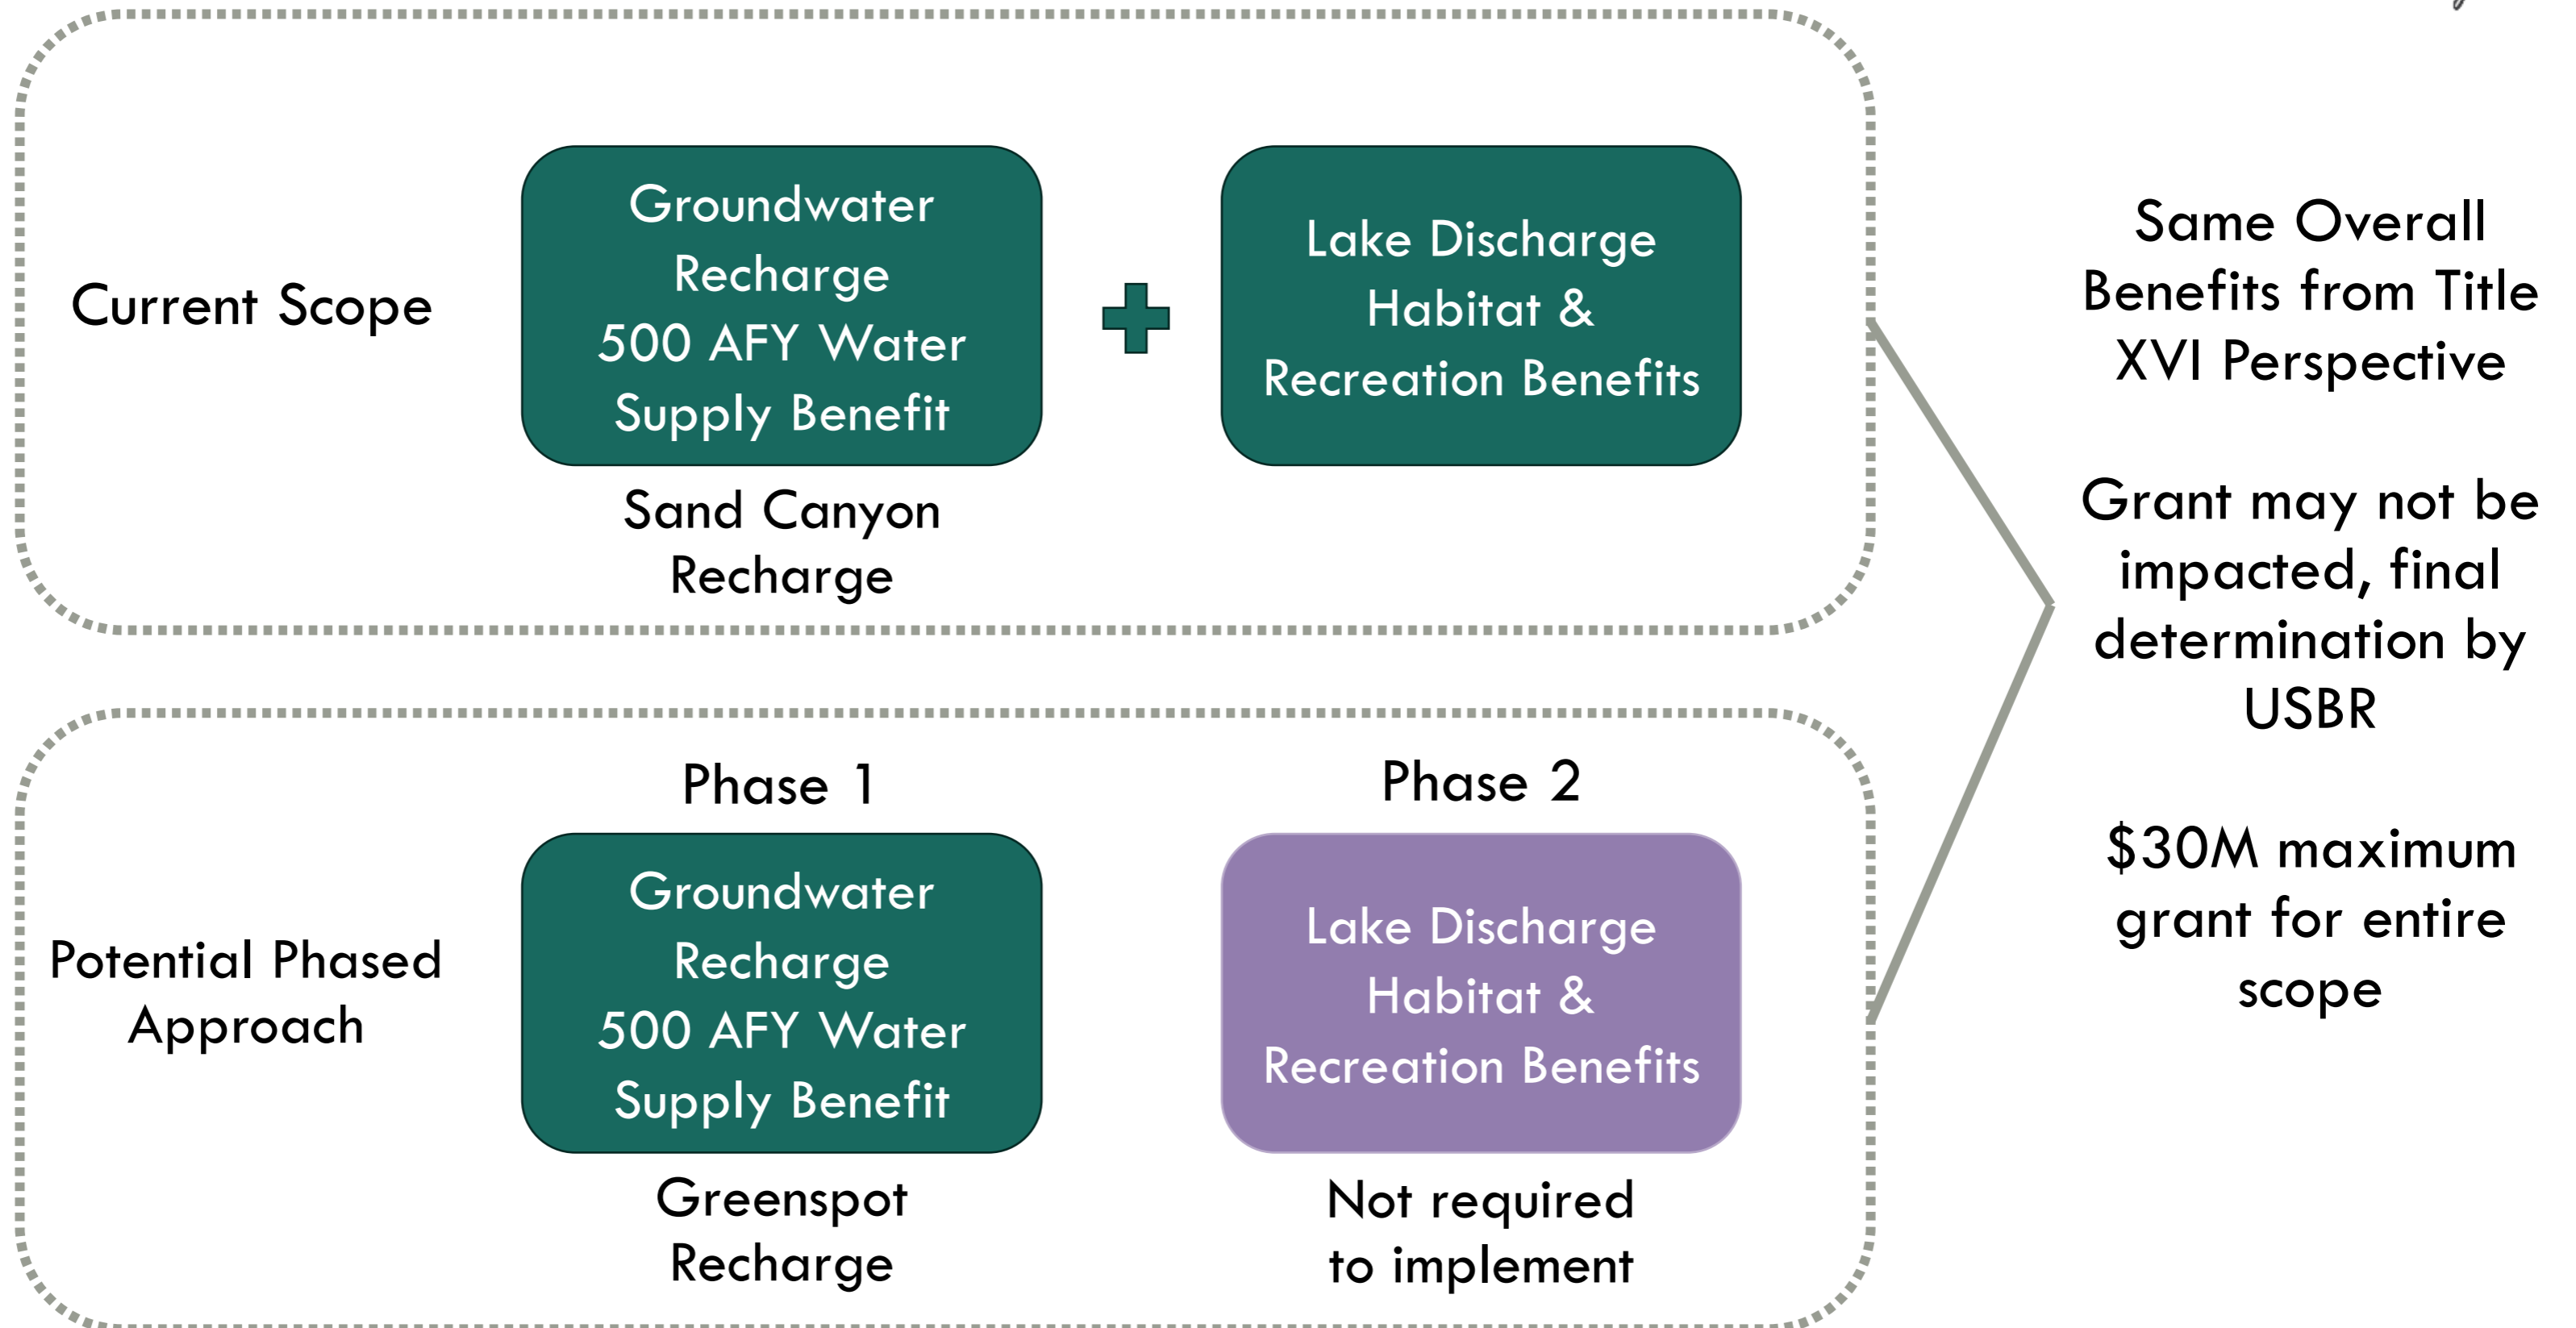 Current Scope
Groundwater
Recharge
500 AFY Water
Supply Benefit
Sand Canyon
Recharge
Lake Discharge
Habitat &
Recreation Benefits
Potential Phased
Approach
Phase 1
Groundwater
Recharge
500 AFY Water
Supply Benefit
Greenspot
Recharge
Phase 2
Lake Discharge
Habitat &
Recreation Benefits
Not required
to implement
Same Overall
Benefits from Title
XVI Perspective
Grant may not be
impacted, final
determination by
USBR
$30M maximum
grant for entire
scope